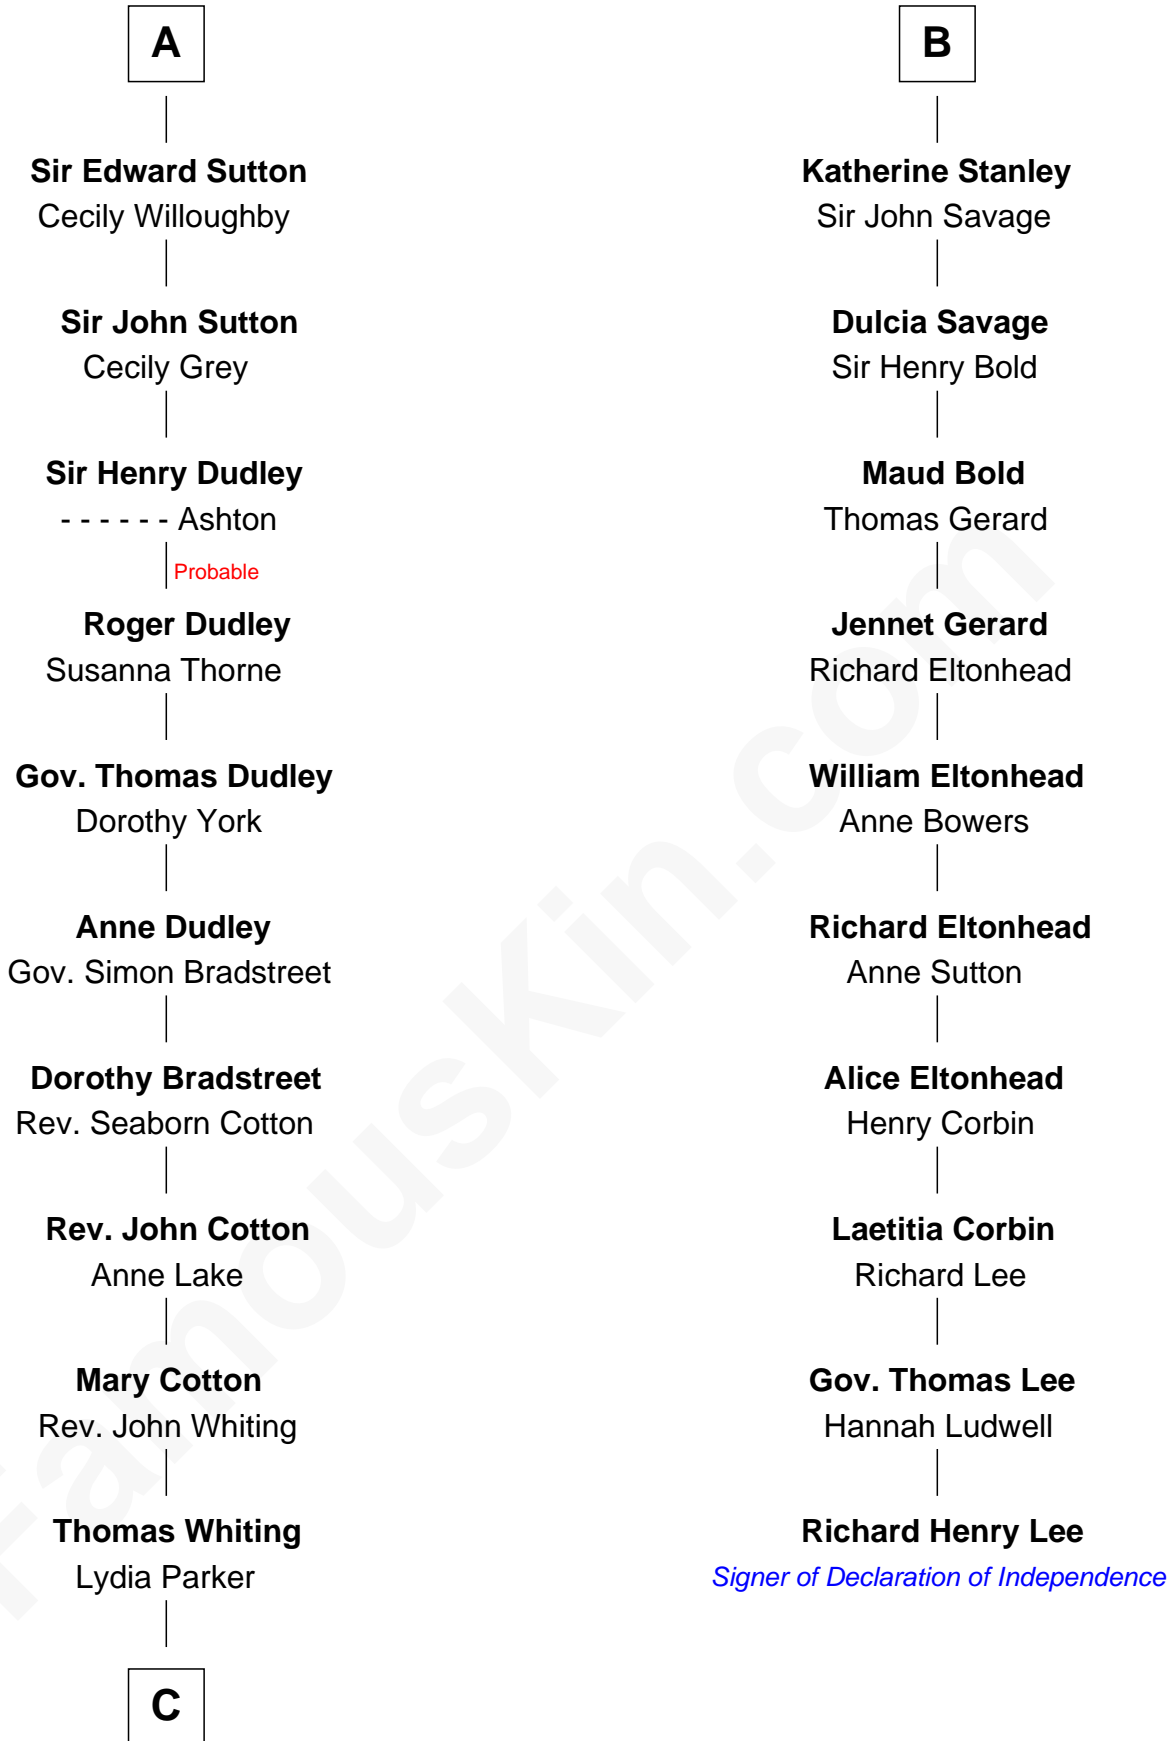 A
Sir Edward Sutton
Cecily Willoughby
Sir John Sutton
Cecily Grey
Sir Henry Dudley
- - - - - - Ashton
Probable
Roger Dudley
Susanna Thorne
Gov. Thomas Dudley
Dorothy York
Anne Dudley
Gov. Simon Bradstreet
Dorothy Bradstreet
Rev. Seaborn Cotton
Rev. John Cotton
Anne Lake
Mary Cotton
Rev. John Whiting
Thomas Whiting
Lydia Parker
C
B
Katherine Stanley
Sir John Savage
Dulcia Savage
Sir Henry Bold
Maud Bold
Thomas Gerard
Jennet Gerard
Richard Eltonhead
William Eltonhead
Anne Bowers
Richard Eltonhead
Anne Sutton
Alice Eltonhead
Henry Corbin
Laetitia Corbin
Richard Lee
Gov. Thomas Lee
Hannah Ludwell
Richard Henry Lee
Signer of Declaration of Independence
FamousKin.com